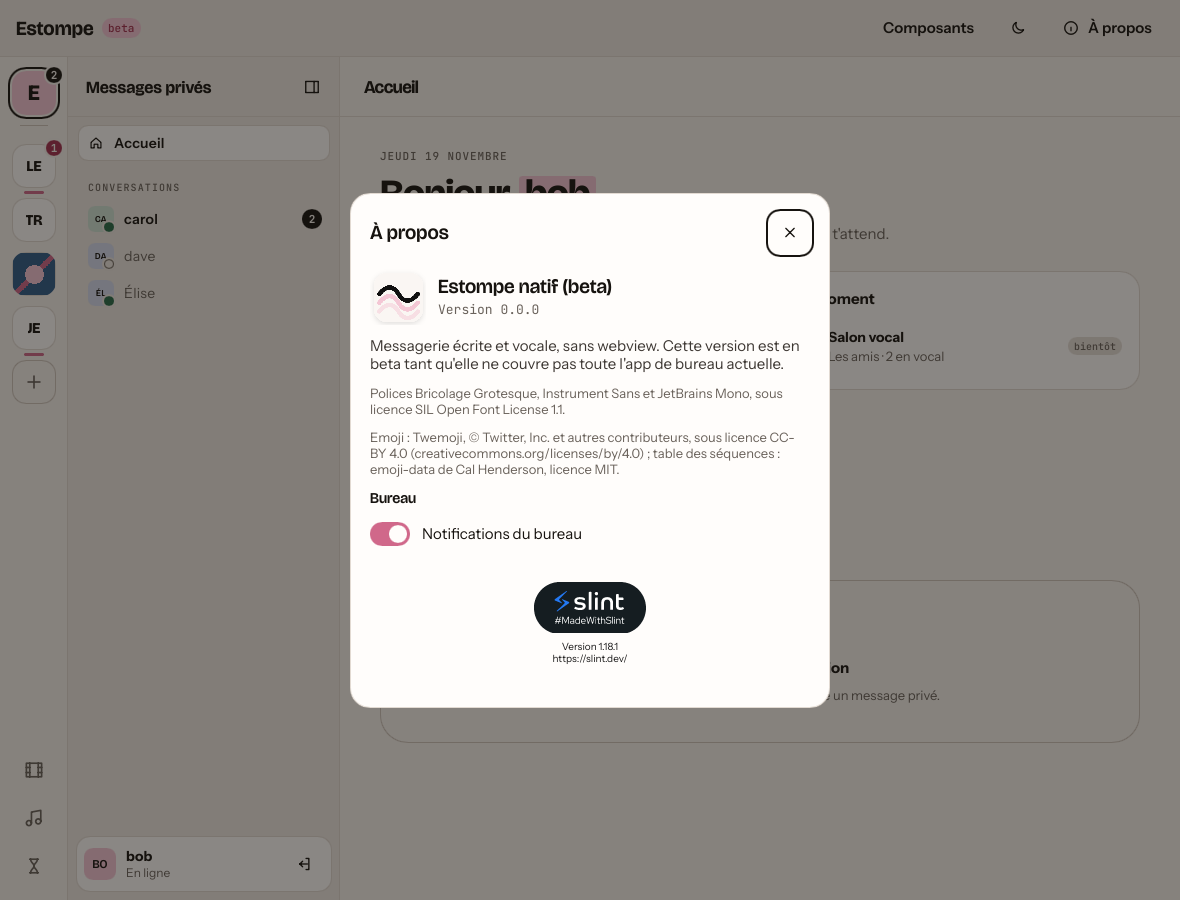 Estompe beta
Composants
À propos
E 2
Messages privés
Accueil
LE 1
TR
JE
Accueil
CONVERSATIONS
CA carol 2
DA dave
ÉL Élise
JEUDI 19 NOVEMBRE
Bonjour bob
t'attend.
oment
Salon vocal
Les amis · 2 en vocal
bientôt
on
un message privé.
À propos
Estompe natif (beta)
Version 0.0.0
Messagerie écrite et vocale, sans webview. Cette version est en
beta tant qu'elle ne couvre pas toute l'app de bureau actuelle.
Polices Bricolage Grotesque, Instrument Sans et JetBrains Mono, sous
licence SIL Open Font License 1.1.
Emoji : Twemoji, © Twitter, Inc. et autres contributeurs, sous licence CC-
BY 4.0 (creativecommons.org/licenses/by/4.0) ; table des séquences :
emoji-data de Cal Henderson, licence MIT.
Bureau
Notifications du bureau
slint
#MadeWithSlint
Version 1.18.1
https://slint.dev/
BO bob
En ligne